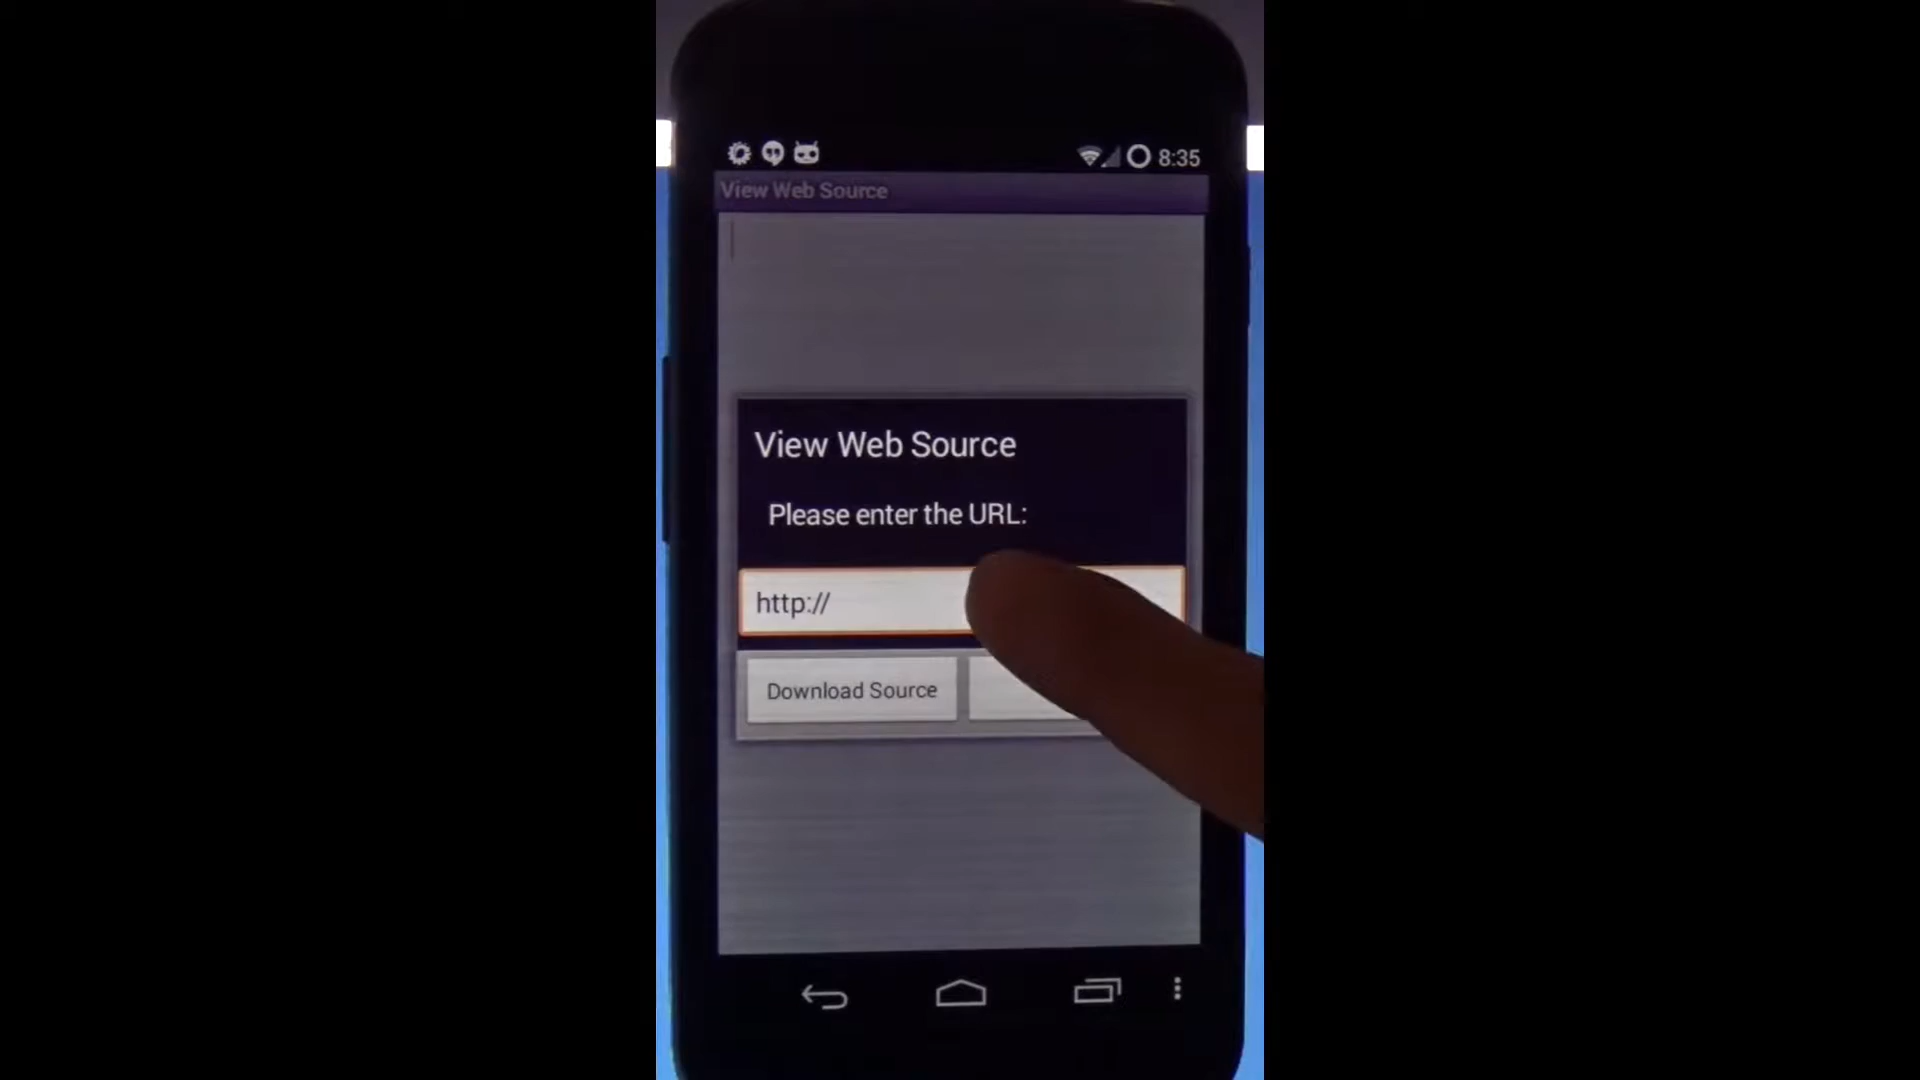 8:35
View Web Source
View Web Source
Please enter the URL:
http://
Download Source